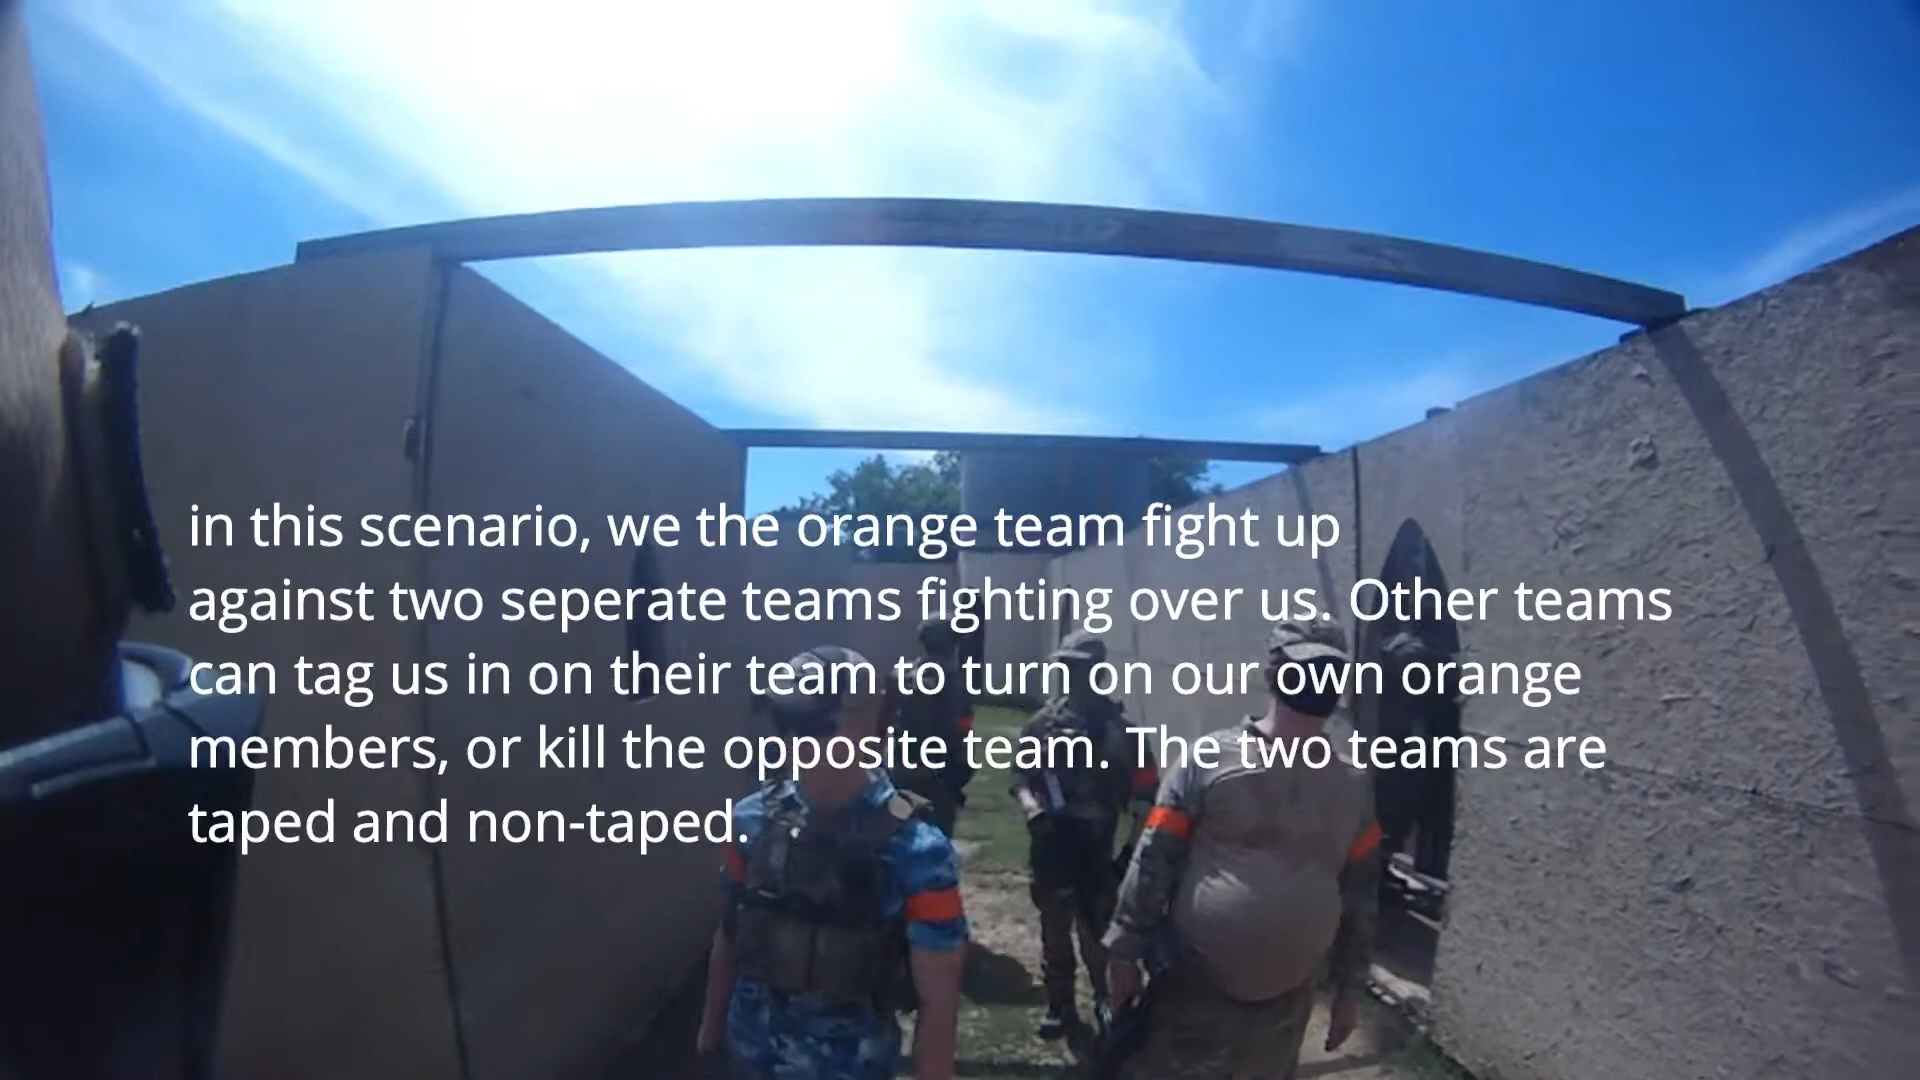 in this scenario, we the orange team fight up
against two seperate teams fighting over us. Other teams
can tag us in on their team to turn on our own orange
members, or kill the opposite team. The two teams are
taped and non-taped.